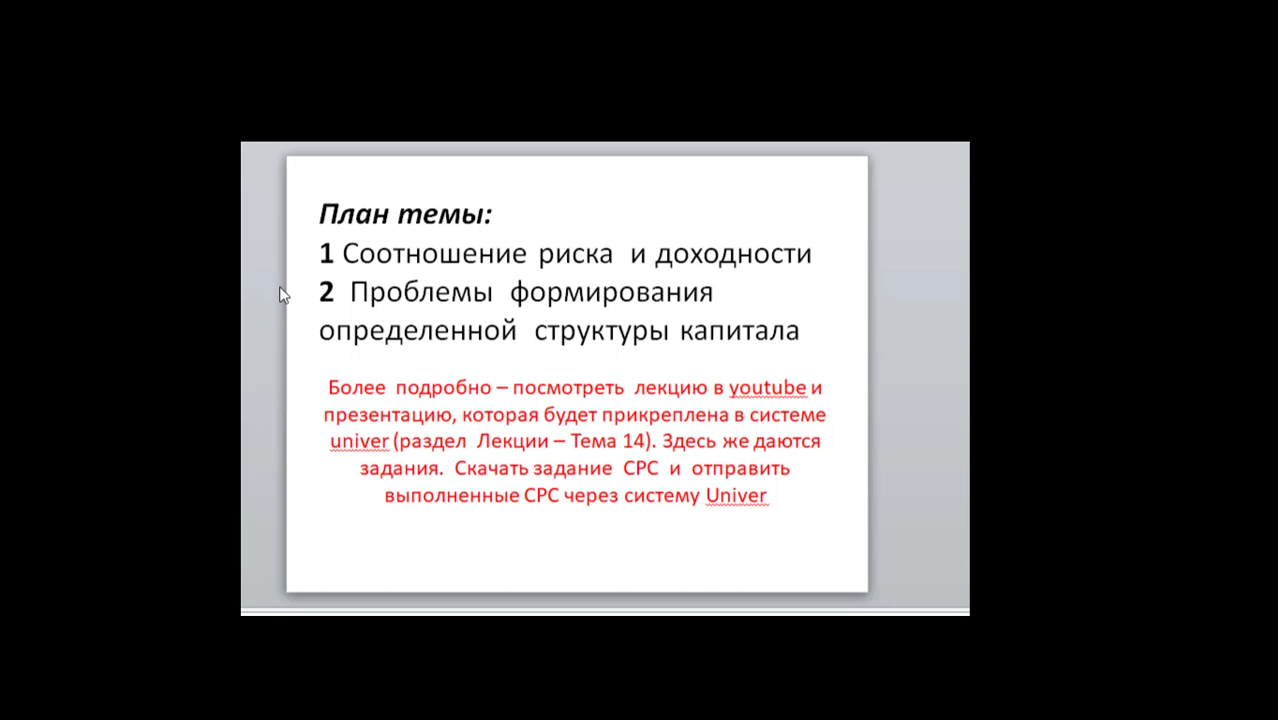 План темы:
1 Соотношение риска и доходности
2 Проблемы формирования
определенной структуры капитала
Более подробно – посмотреть лекцию в youtube и
презентацию, которая будет прикреплена в системе
univer (раздел Лекции – Тема 14). Здесь же даются
задания. Скачать задание СРС и отправить
выполненные СРС через систему Univer